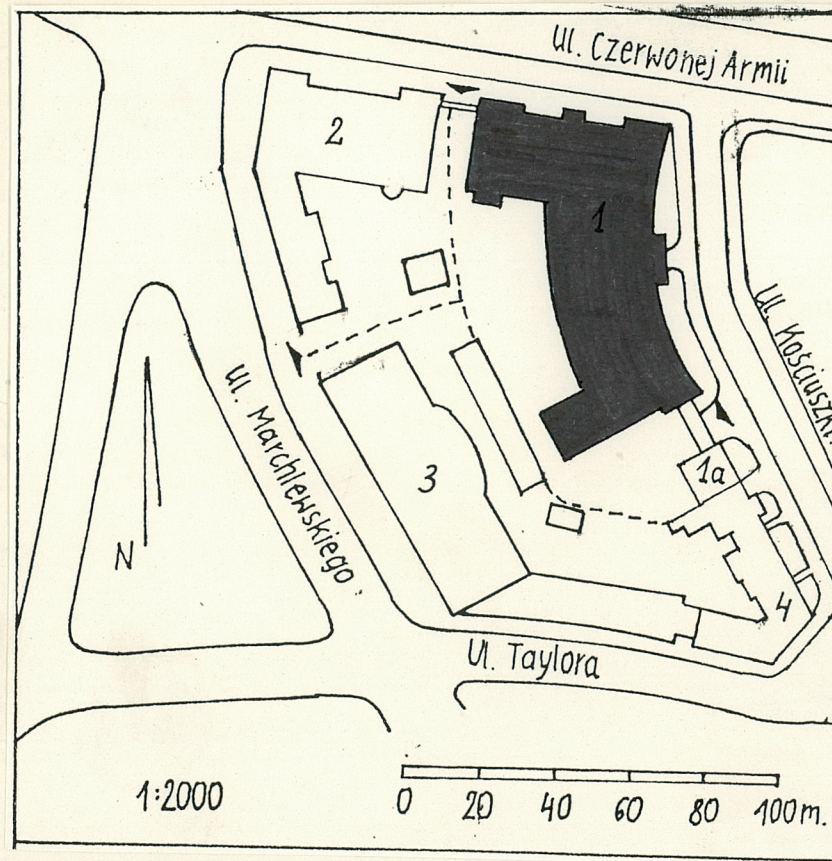 ul. Czerwonej Armii
2
1
ul. Kościuszki
ul. Marchlewskiego
1a
3
N
4
ul. Taylora
1:2000
0 20 40 60 80 100 m.